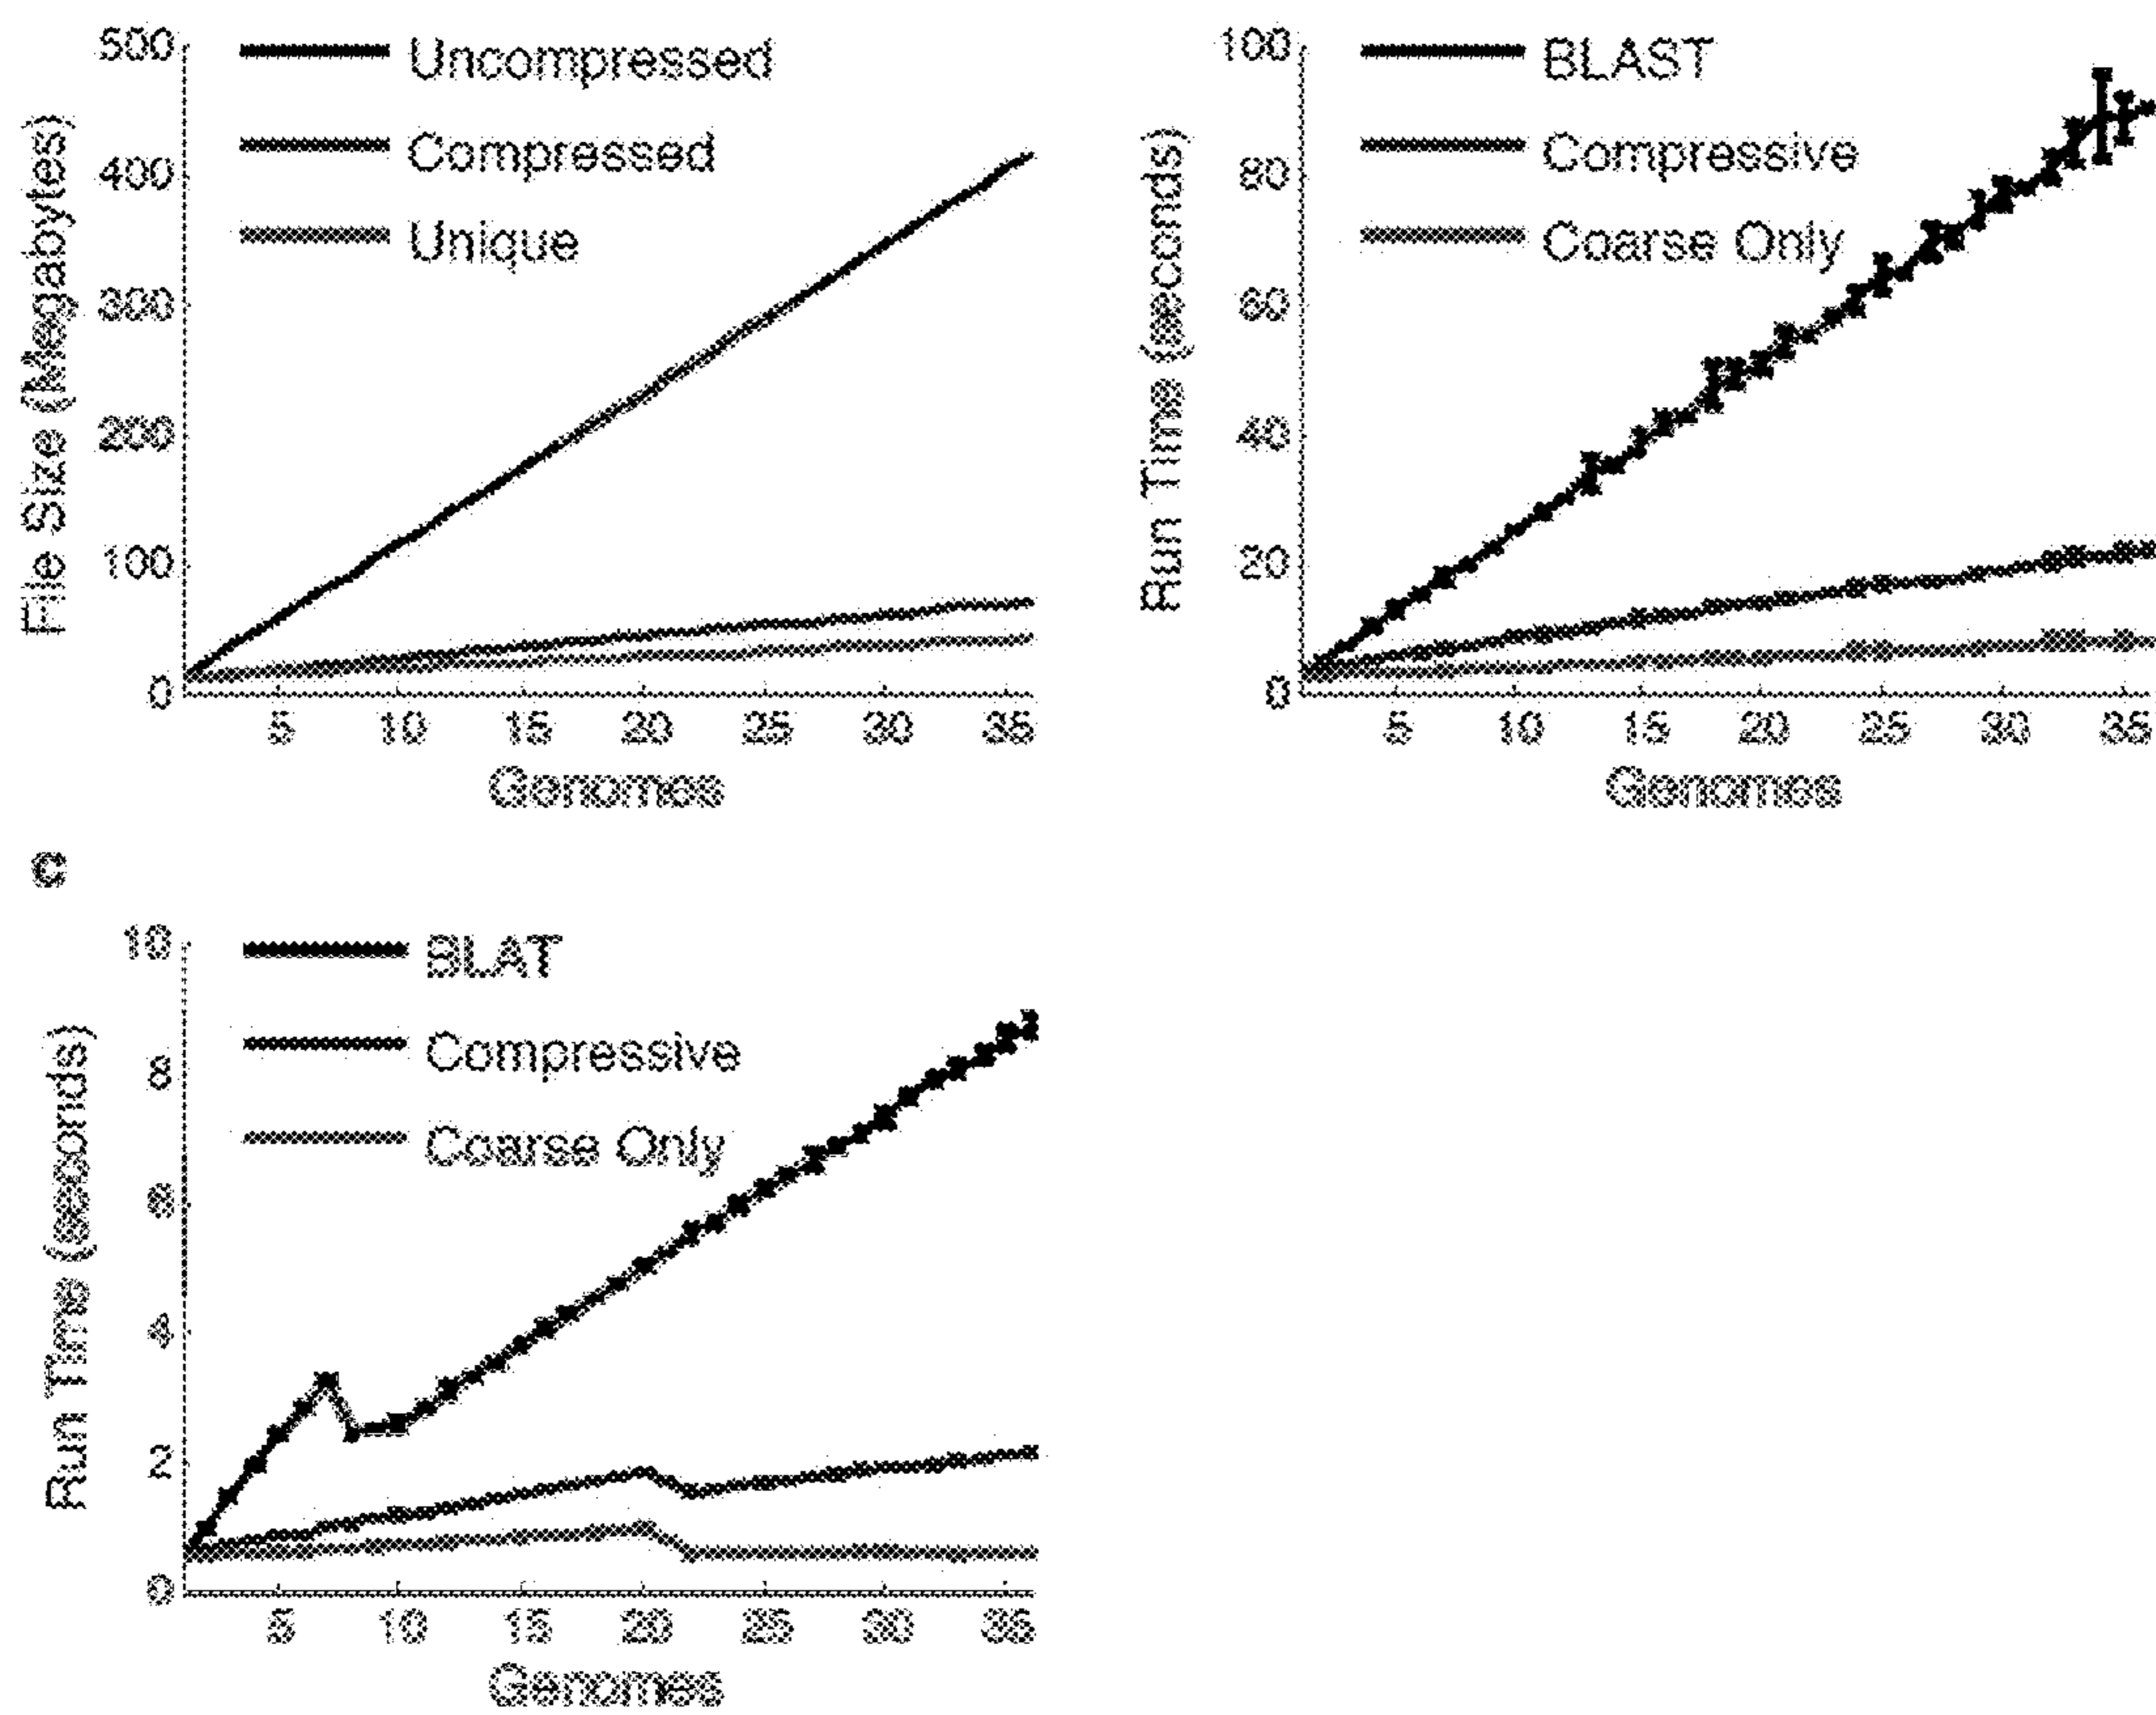 500
400
300
200
100
0
File Size (Megabytes)
Uncompressed
Compressed
Unique
5 10 15 20 25 30 35
Genomes
100
80
60
40
20
0
Run Time (seconds)
BLAST
Compressive
Coarse Only
5 10 15 20 25 30 35
Genomes
c
10
8
6
4
2
0
Run Time (seconds)
BLAT
Compressive
Coarse Only
5 10 15 20 25 30 35
Genomes